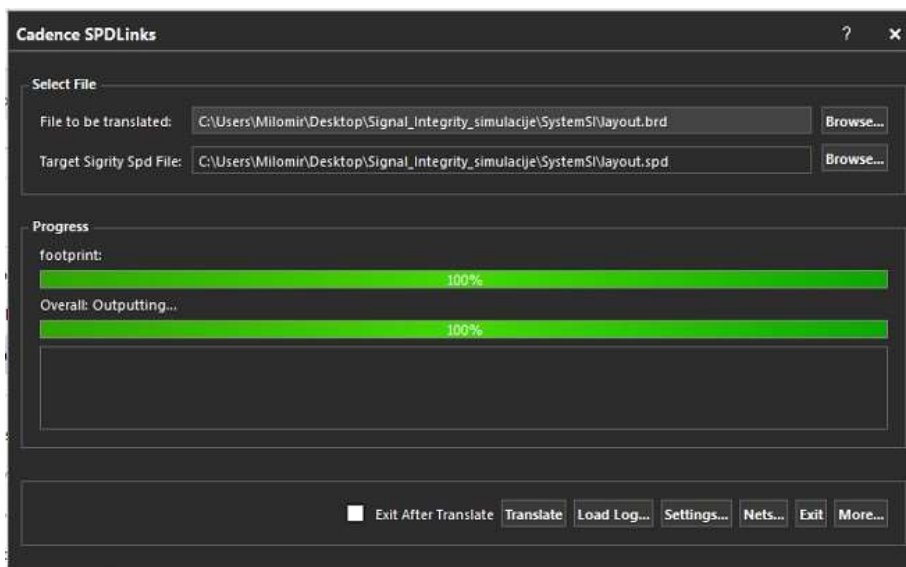 Cadence SPDLinks ? ×
Select File
File to be translated: C:\Users\Milomir\Desktop\Signal_Integrity_simulacije\SystemSI\layout.brd Browse...
Target Sigrity Spd File: C:\Users\Milomir\Desktop\Signal_Integrity_simulacije\SystemSI\layout.spd Browse...
Progress
footprint:
100%
Overall: Outputting...
100%
Exit After Translate Translate Load Log... Settings... Nets... Exit More...